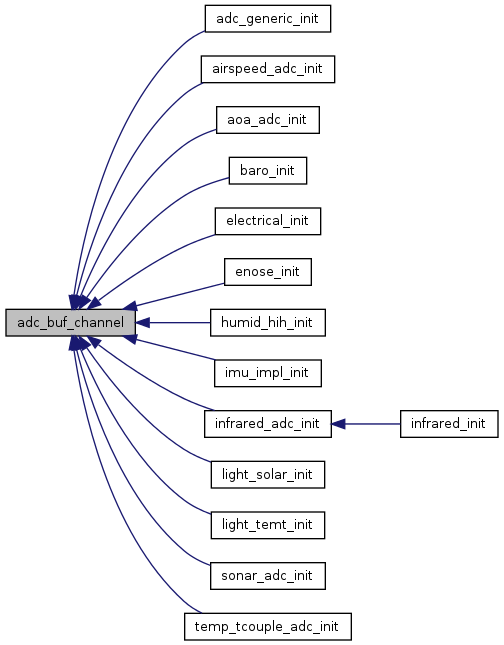 adc_generic_init
airspeed_adc_init
aoa_adc_init
baro_init
electrical_init
enose_init
adc_buf_channel
humid_hih_init
imu_impl_init
infrared_adc_init
infrared_init
light_solar_init
light_temt_init
sonar_adc_init
temp_tcouple_adc_init